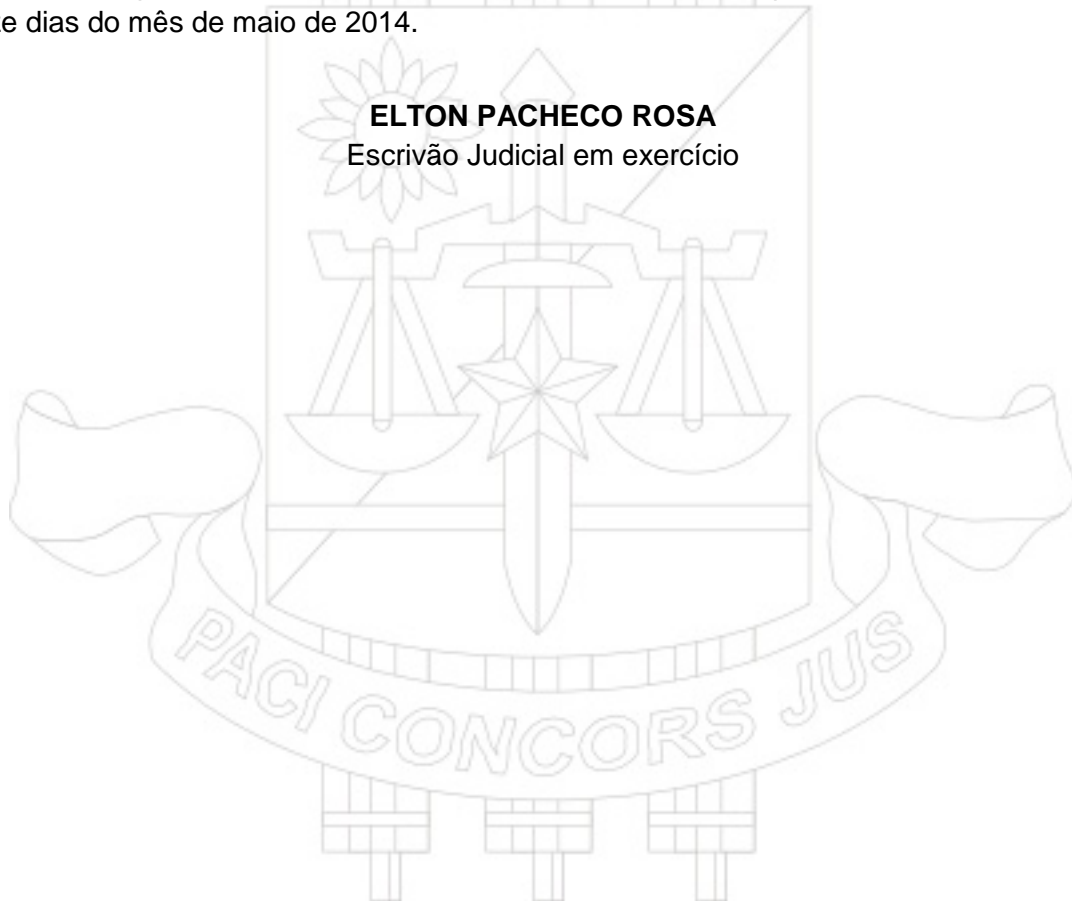 dias do mês de maio de 2014.
ELTON PACHECO ROSA
Escrivão Judicial em exercício
PACI CONCORS JUS